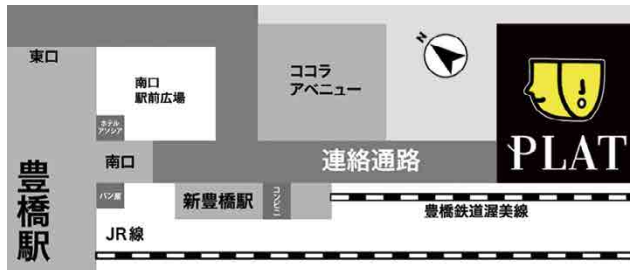 東口
南口
駅前広場
ココラ
アベニュー
N
ホテル
アソシア
南口
連絡通路
PLAT
豊橋駅
パン屋
新豊橋駅
コンビニ
豊橋鉄道渥美線
JR線